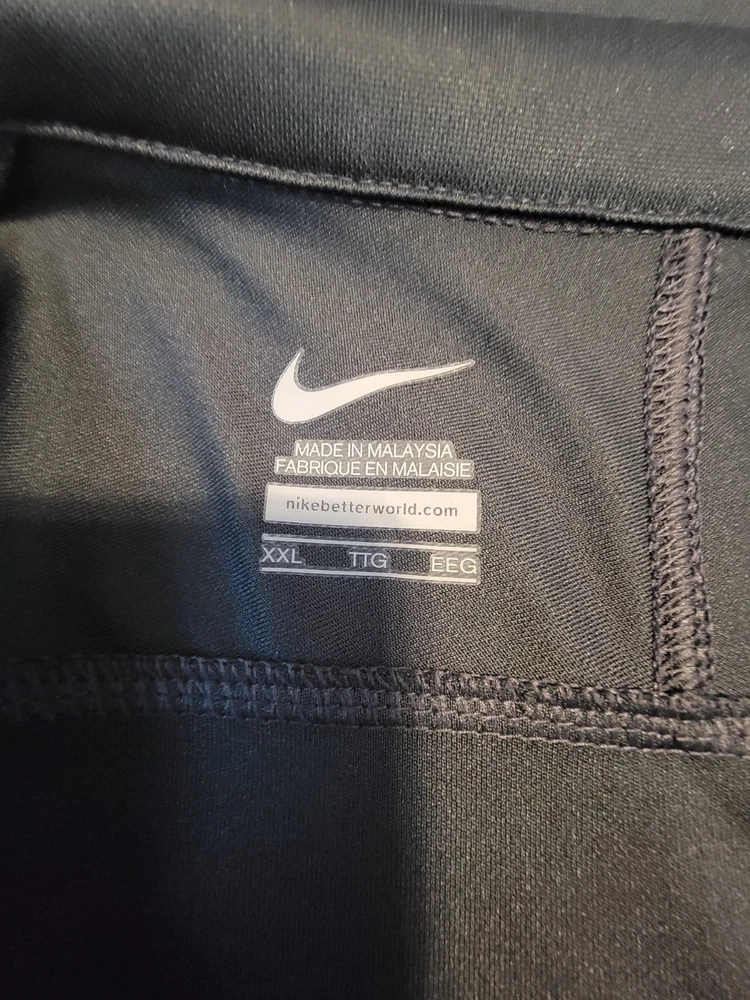 MADE IN MALAYSIA
FABRIQUE EN MALAISIE
nikebetterworld.com
XXL TTG EEG